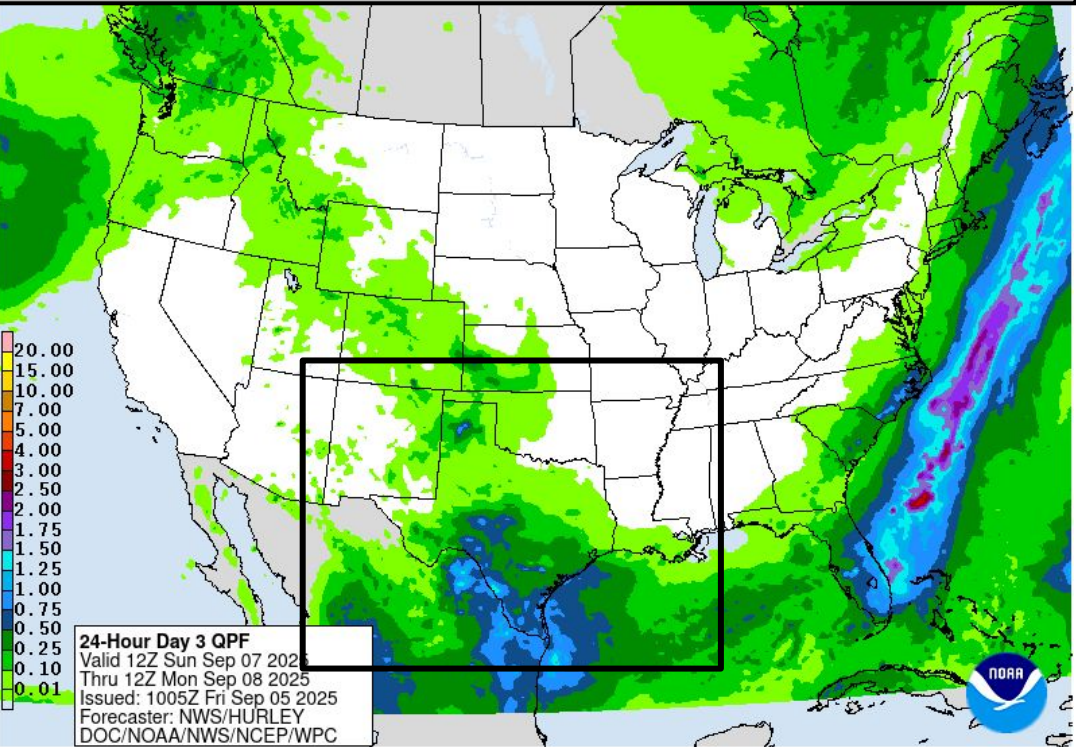 20.00
15.00
10.00
7.00
5.00
4.00
3.00
2.50
2.00
1.75
1.50
1.25
1.00
0.75
0.50
0.25
0.10
0.01
24-Hour Day 3 QPF
Valid 12Z Sun Sep 07 2025
Thru 12Z Mon Sep 08 2025
Issued: 1005Z Fri Sep 05 2025
Forecaster: NWS/HURLEY
DOC/NOAA/NWS/NCEP/WPC
NOAA